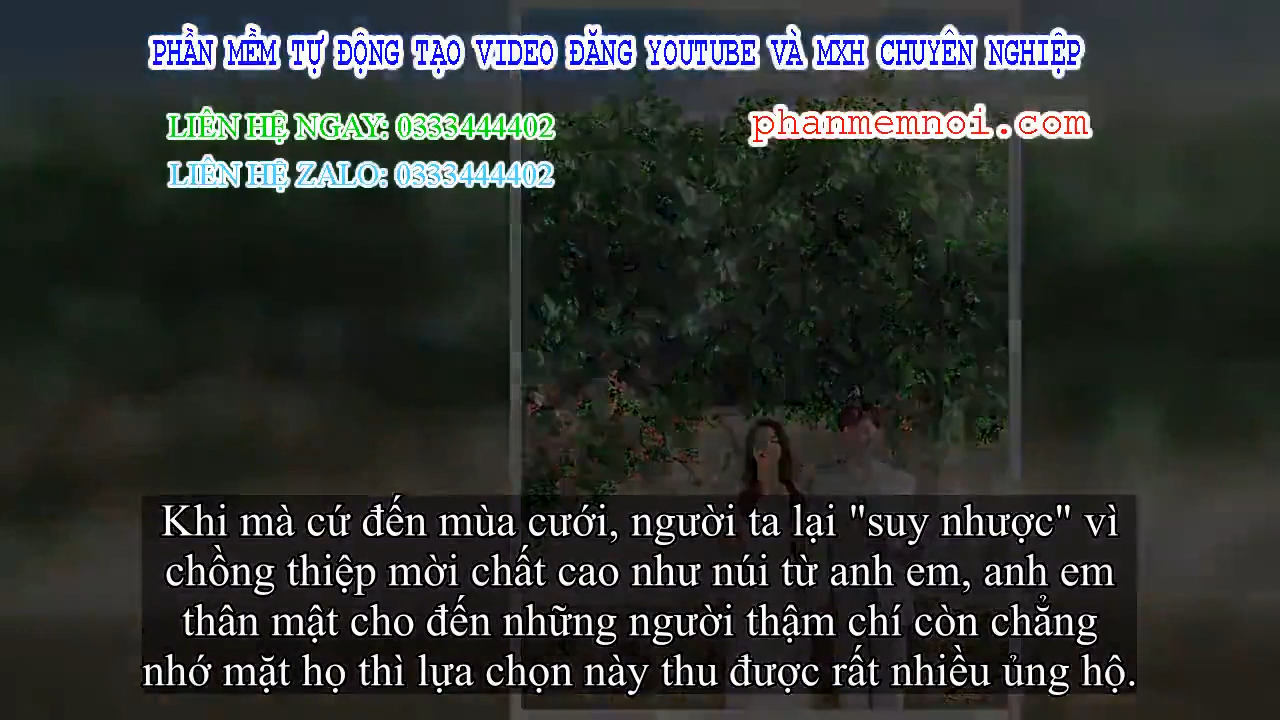 PHẦN MỀM TỰ ĐỘNG TẠO VIDEO ĐĂNG YOUTUBE VÀ MXH CHUYÊN NGHIỆP
LIÊN HỆ NGAY: 0333444402
phanmemnoi.com
LIÊN HỆ ZALO: 0333444402
Khi mà cứ đến mùa cưới, người ta lại "suy nhược" vì
chồng thiệp mời chất cao như núi từ anh em, anh em
thân mật cho đến những người thậm chí còn chẳng
nhớ mặt họ thì lựa chọn này thu được rất nhiều ủng hộ.